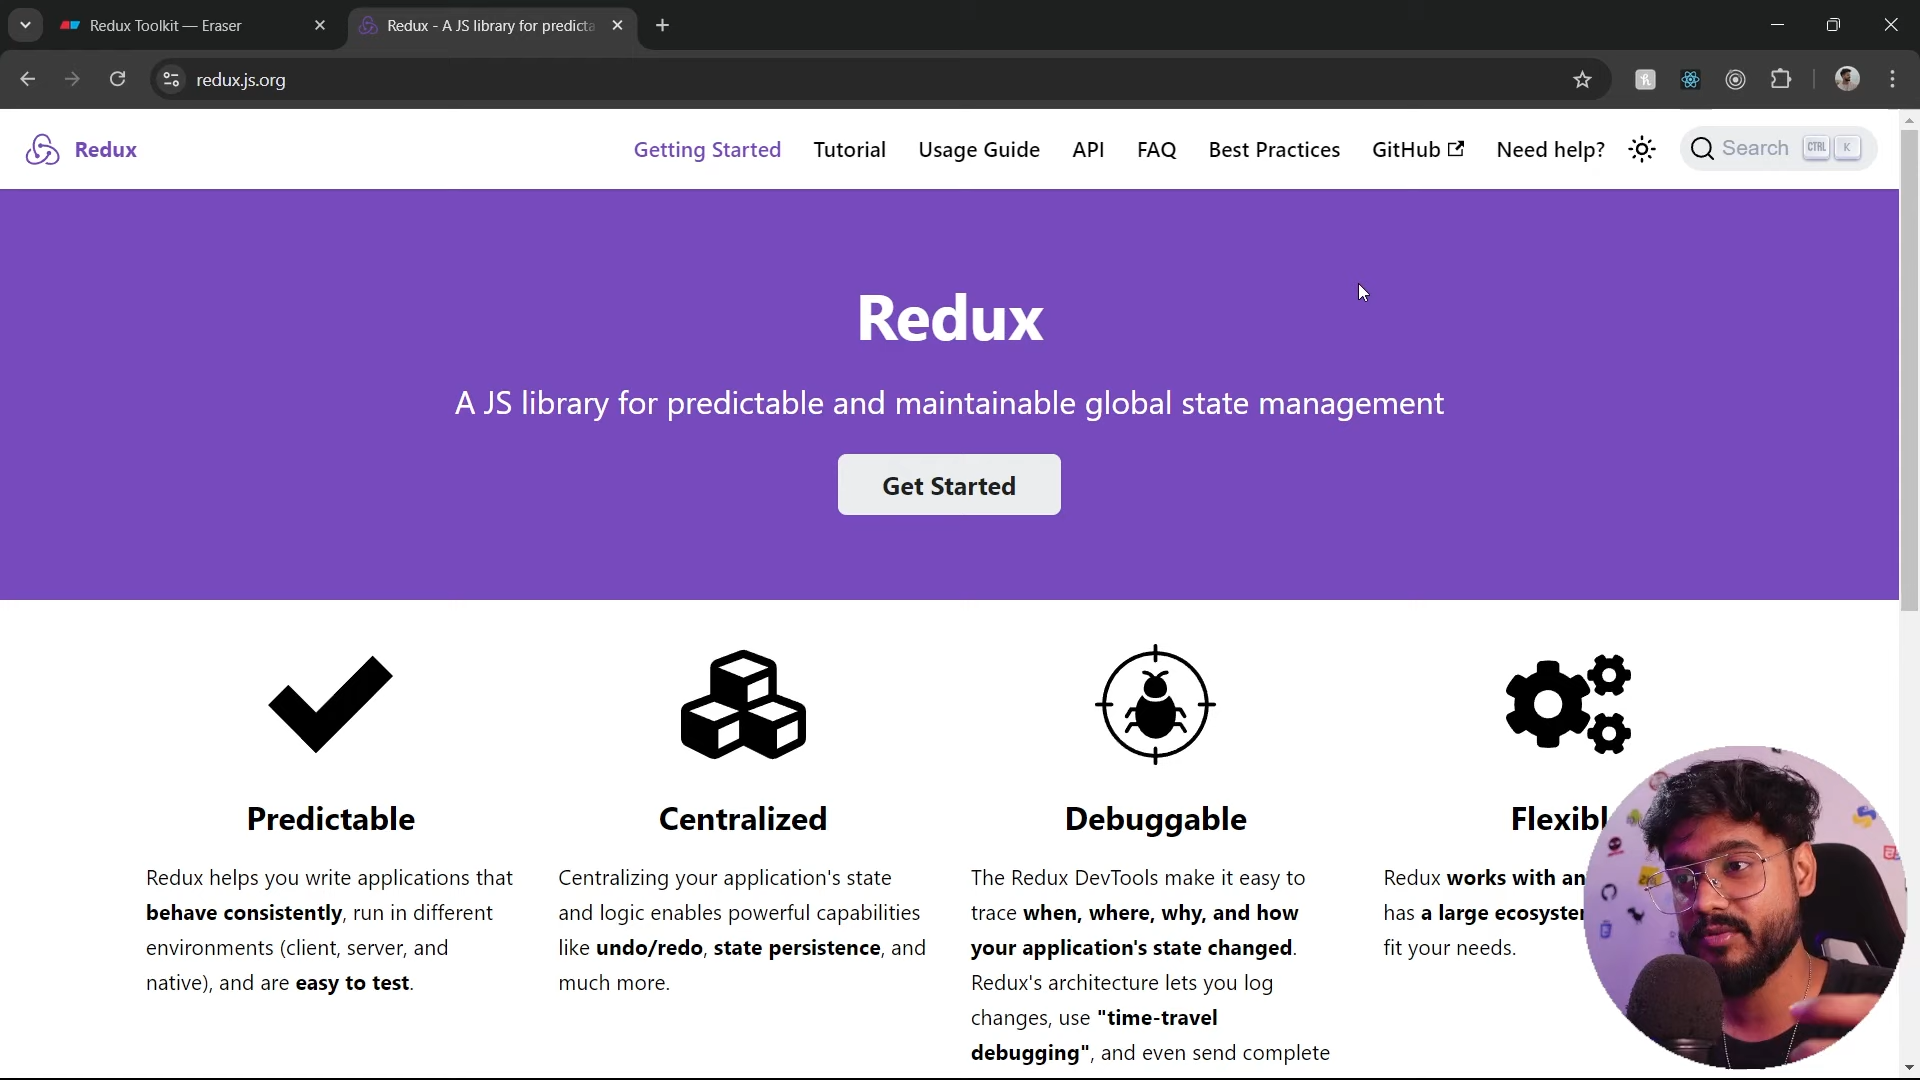 Redux Toolkit — Eraser
Redux - A JS library for predicta
redux.js.org
Redux
Getting Started
Tutorial
Usage Guide
API
FAQ
Best Practices
GitHub
Need help?
Search
CTRL
K
Redux
A JS library for predictable and maintainable global state management
Get Started
Predictable
Redux helps you write applications that
behave consistently, run in different
environments (client, server, and
native), and are easy to test.
Centralized
Centralizing your application's state
and logic enables powerful capabilities
like undo/redo, state persistence, and
much more.
Debuggable
The Redux DevTools make it easy to
trace when, where, why, and how
your application's state changed.
Redux's architecture lets you log
changes, use "time-travel
debugging", and even send complete
Flexibl
Redux works with an
has a large ecosyste
fit your needs.